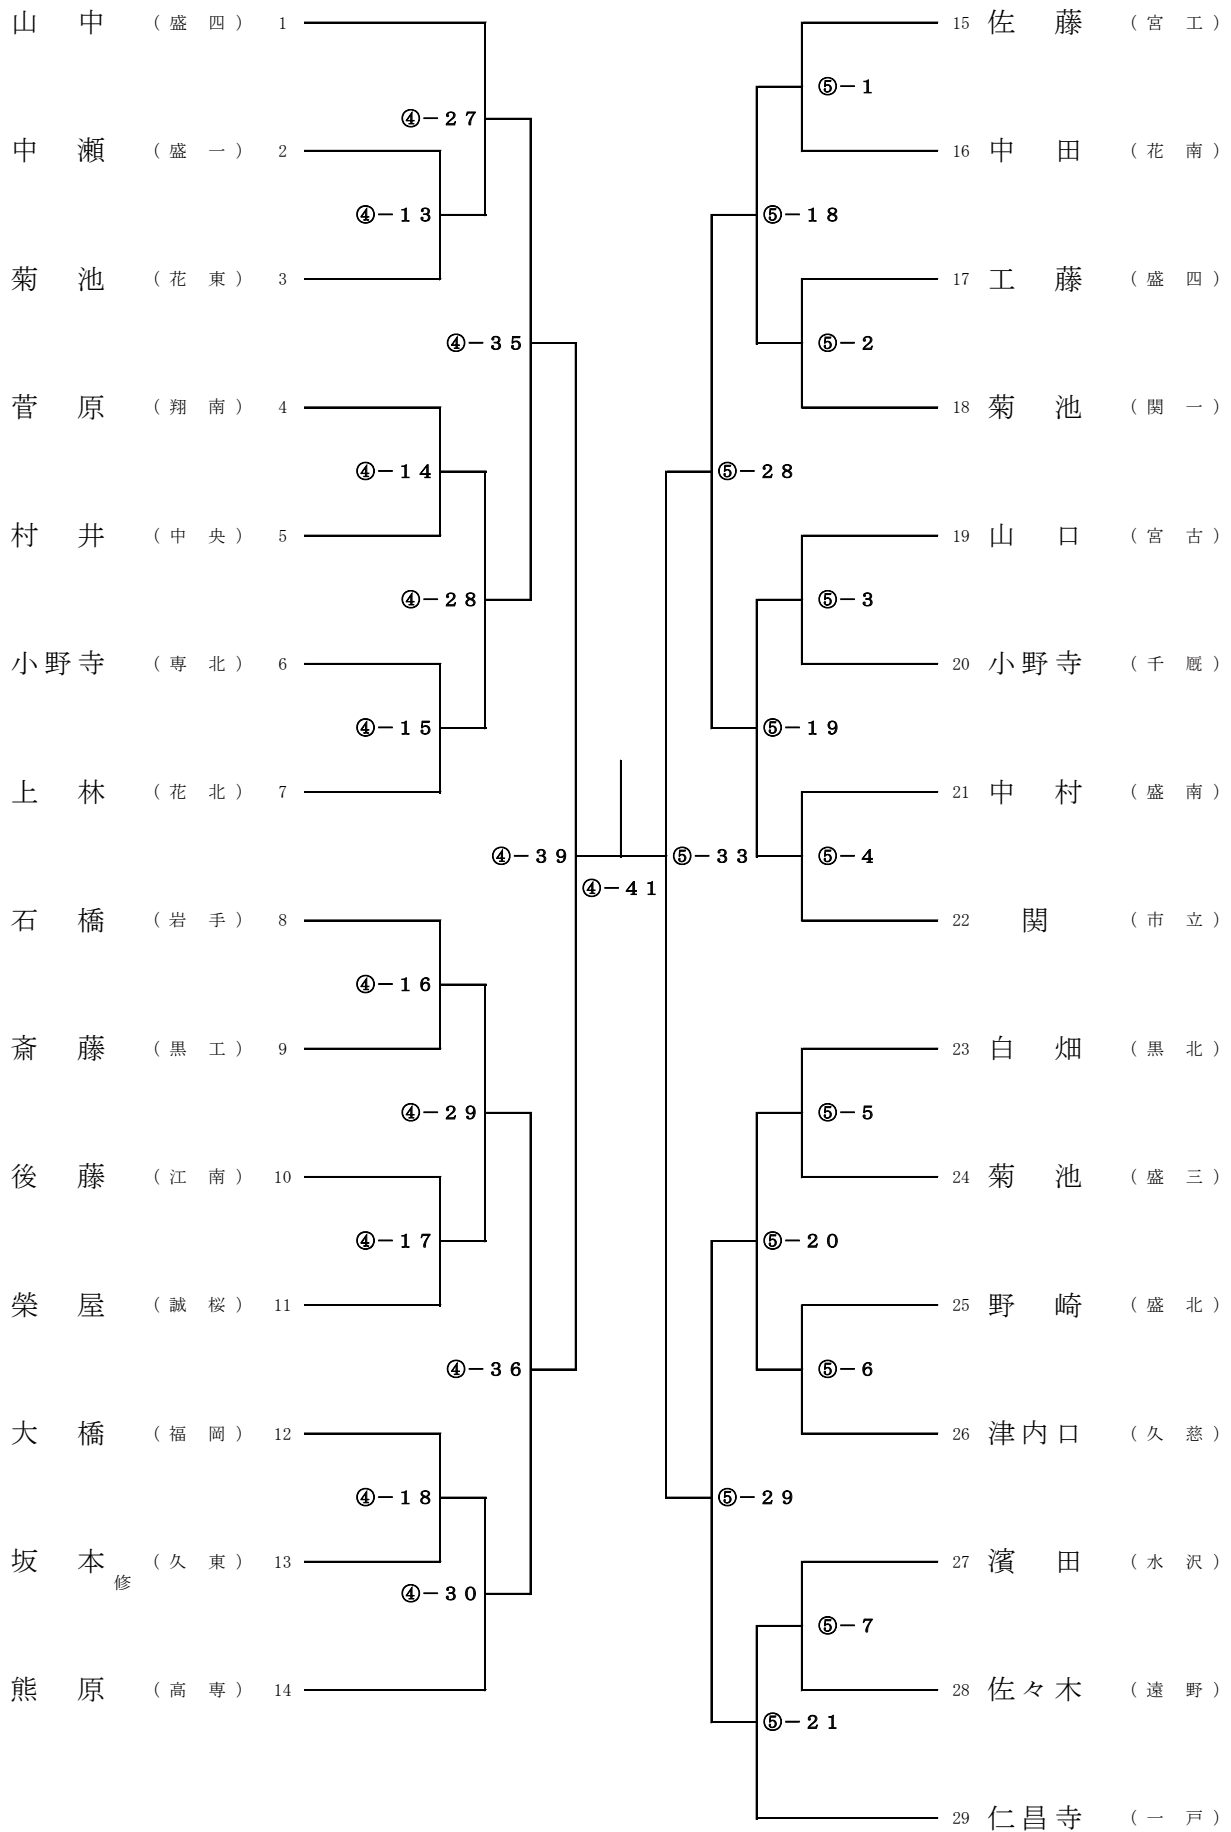 山中 (盛四) 1
④－27
中瀬 (盛一) 2
④－13
菊池 (花東) 3
④－35
菅原 (翔南) 4
④－14
村井 (中央) 5
④－28
小野寺 (専北) 6
④－15
上林 (花北) 7
④－39
④－41
石橋 (岩手) 8
④－16
斎藤 (黒工) 9
④－29
後藤 (江南) 10
④－17
榮屋 (誠桜) 11
④－36
大橋 (福岡) 12
④－18
坂本修 (久東) 13
④－30
熊原 (高専) 14
15 佐藤 (宮工)
⑤－1
16 中田 (花南)
⑤－18
17 工藤 (盛四)
⑤－2
18 菊池 (関一)
⑤－28
19 山口 (宮古)
⑤－3
20 小野寺 (千厩)
⑤－19
21 中村 (盛南)
⑤－33
⑤－4
22 関 (市立)
23 白畑 (黒北)
⑤－5
24 菊池 (盛三)
⑤－20
25 野崎 (盛北)
⑤－6
26 津内口 (久慈)
⑤－29
27 濱田 (水沢)
⑤－7
28 佐々木 (遠野)
⑤－21
29 仁昌寺 (一戸)